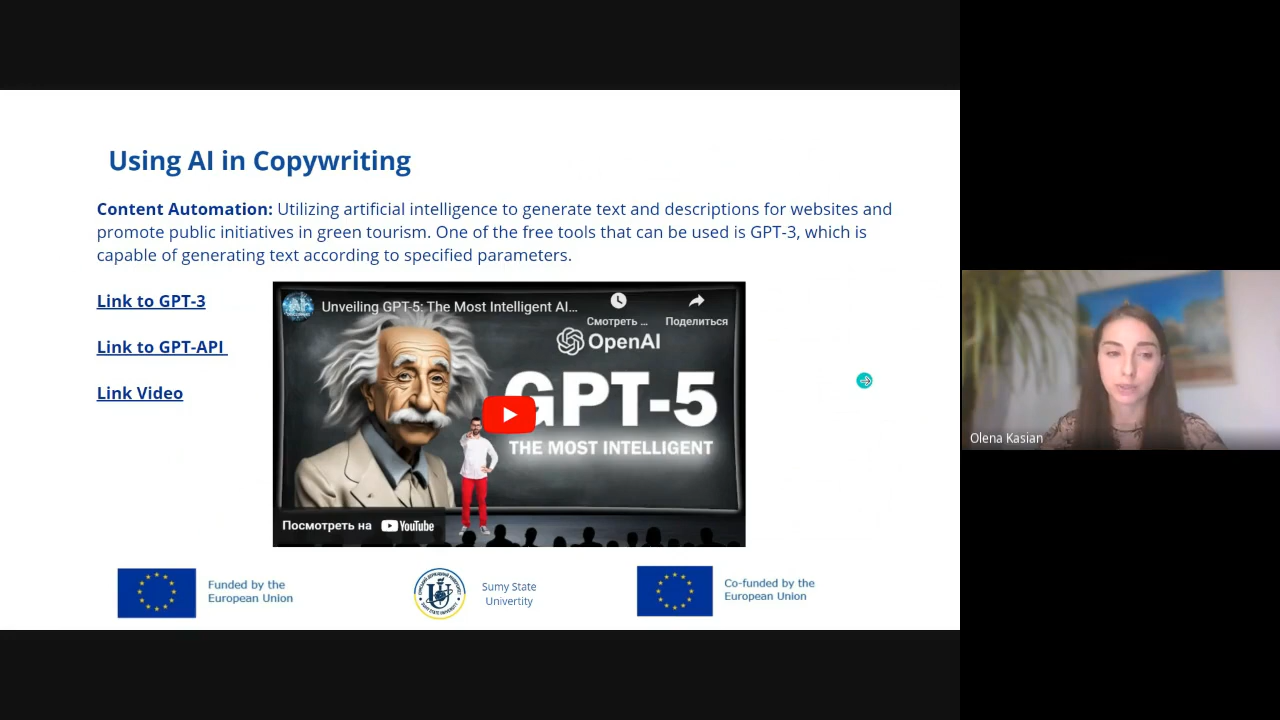 Using AI in Copywriting
Content Automation: Utilizing artificial intelligence to generate text and descriptions for websites and
promote public initiatives in green tourism. One of the free tools that can be used is GPT-3, which is
capable of generating text according to specified parameters.
Link to GPT-3
Link to GPT-API
Link Video
Unveiling GPT-5: The Most Intelligent AI...
Смотреть ...
Поделиться
OpenAI
GPT-5
THE MOST INTELLIGENT
Посмотреть на YouTube
Funded by the
European Union
Sumy State
Univertity
Co-funded by the
European Union
Olena Kasian